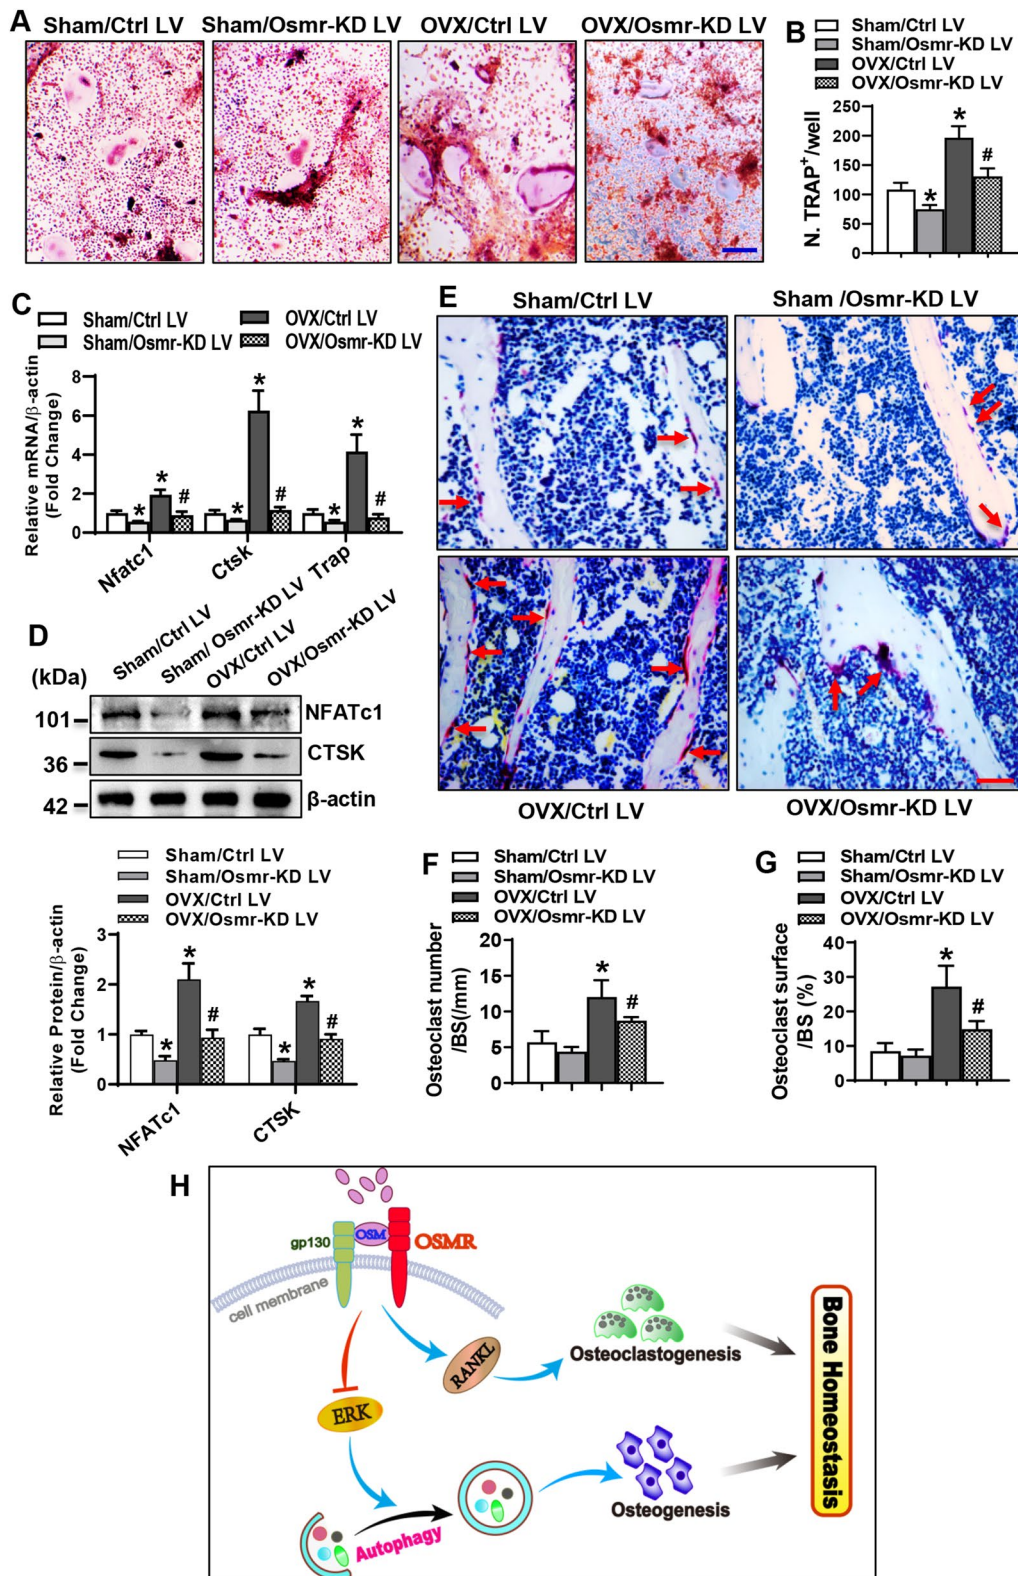 A
Sham/Ctrl LV
Sham/Osmr-KD LV
OVX/Ctrl LV
OVX/Osmr-KD LV
B
Sham/Ctrl LV
Sham/Osmr-KD LV
OVX/Ctrl LV
OVX/Osmr-KD LV
N. TRAP+/well
250
200
150
100
50
0
*
*
#
C
Sham/Ctrl LV
Sham/Osmr-KD LV
OVX/Ctrl LV
OVX/Osmr-KD LV
Relative mRNA/β-actin
(Fold Change)
8
6
4
2
0
*
*
#
*
*
#
*
*
#
Nfatc1
Ctsk
Trap
D
Sham/Ctrl LV
Sham/ Osmr-KD LV
OVX/Ctrl LV
OVX/Osmr-KD LV
(kDa)
101
NFATc1
36
CTSK
42
β-actin
Sham/Ctrl LV
Sham/Osmr-KD LV
OVX/Ctrl LV
OVX/Osmr-KD LV
Relative Protein/β-actin
(Fold Change)
3
2
1
0
*
*
#
*
*
#
NFATc1
CTSK
E
Sham/Ctrl LV
Sham /Osmr-KD LV
OVX/Ctrl LV
OVX/Osmr-KD LV
F
Sham/Ctrl LV
Sham/Osmr-KD LV
OVX/Ctrl LV
OVX/Osmr-KD LV
Osteoclast number
/BS(/mm)
20
15
10
5
0
*
#
G
Sham/Ctrl LV
Sham/Osmr-KD LV
OVX/Ctrl LV
OVX/Osmr-KD LV
Osteoclast surface
/BS (%)
40
30
20
10
0
*
#
H
gp130
OSM
OSMR
cell membrane
RANKL
Osteoclastogenesis
ERK
Autophagy
Osteogenesis
Bone Homeostasis